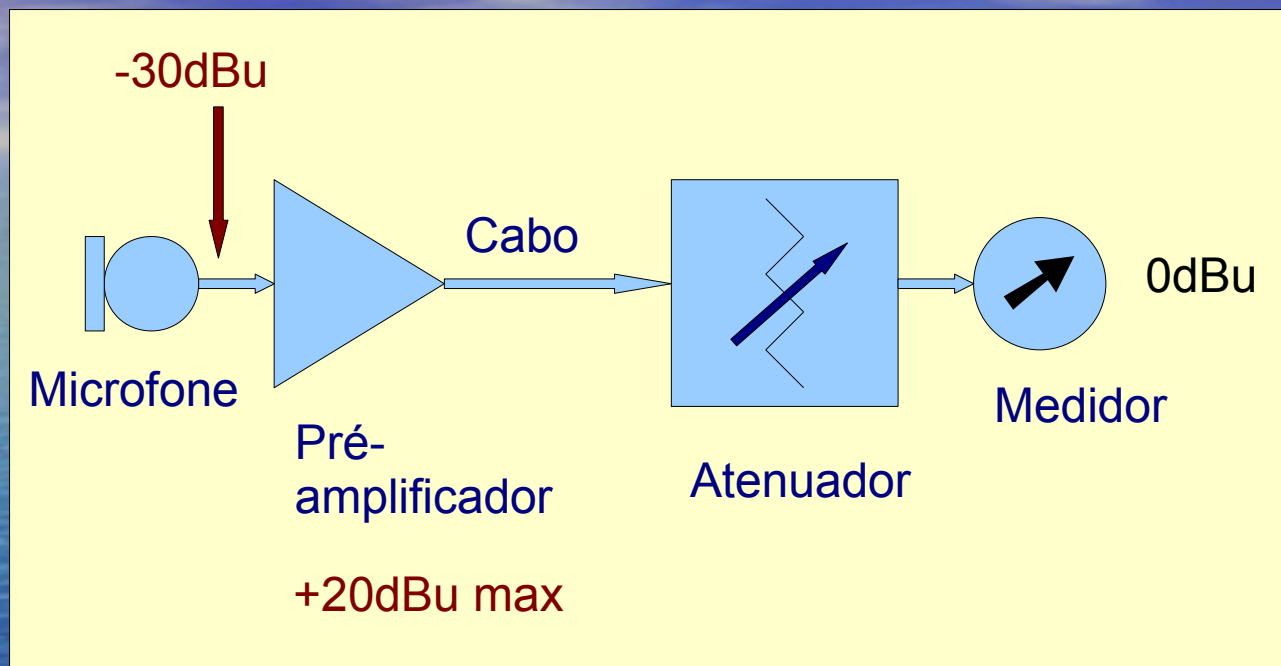 -30dBu
Cabo
0dBu
Microfone
Medidor
Pré-
amplificador
Atenuador
+20dBu max